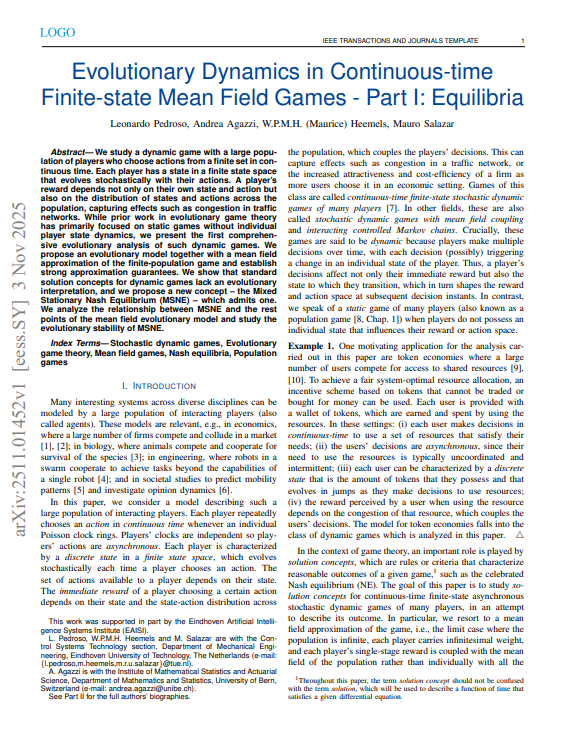 LOGO
IEEE TRANSACTIONS AND JOURNALS TEMPLATE 1
Evolutionary Dynamics in Continuous-time
Finite-state Mean Field Games - Part I: Equilibria
Leonardo Pedroso, Andrea Agazzi, W.P.M.H. (Maurice) Heemels, Mauro Salazar
arXiv:2511.01452v1 [eess.SY] 3 Nov 2025
Abstract—We study a dynamic game with a large popu-
lation of players who choose actions from a finite set in con-
tinuous time. Each player has a state in a finite state space
that evolves stochastically with their actions. A player's
reward depends not only on their own state and action but
also on the distribution of states and actions across the
population, capturing effects such as congestion in traffic
networks. While prior work in evolutionary game theory
has primarily focused on static games without individual
player state dynamics, we present the first comprehen-
sive evolutionary analysis of such dynamic games. We
propose an evolutionary model together with a mean field
approximation of the finite-population game and establish
strong approximation guarantees. We show that standard
solution concepts for dynamic games lack an evolutionary
interpretation, and we propose a new concept - the Mixed
Stationary Nash Equilibrium (MSNE) – which admits one.
We analyze the relationship between MSNE and the rest
points of the mean field evolutionary model and study the
evolutionary stability of MSNE.
Index Terms—Stochastic dynamic games, Evolutionary
game theory, Mean field games, Nash equilibria, Population
games
I. INTRODUCTION
Many interesting systems across diverse disciplines can be
modeled by a large population of interacting players (also
called agents). These models are relevant, e.g., in economics,
where a large number of firms compete and collude in a market
[1], [2]; in biology, where animals compete and cooperate for
survival of the species [3]; in engineering, where robots in a
swarm cooperate to achieve tasks beyond the capabilities of
a single robot [4]; and in societal studies to predict mobility
patterns [5] and investigate opinion dynamics [6].
In this paper, we consider a model describing such a
large population of interacting players. Each player repeatedly
chooses an action in continuous time whenever an individual
Poisson clock rings. Players' clocks are independent so play-
ers' actions are asynchronous. Each player is characterized
by a discrete state in a finite state space, which evolves
stochastically each time a player chooses an action. The
set of actions available to a player depends on their state.
The immediate reward of a player choosing a certain action
depends on their state and the state-action distribution across
This work was supported in part by the Eindhoven Artificial Intelli-
gence Systems Institute (EAISI).
L. Pedroso, W.P.M.H. Heemels and M. Salazar are with the Con-
trol Systems Technology section, Department of Mechanical Engi-
neering, Eindhoven University of Technology, The Netherlands (e-mail:
{l.pedroso,m.heemels,m.r.u.salazar}@tue.nl).
A. Agazzi is with the Institute of Mathematical Statistics and Actuarial
Science, Department of Mathematics and Statistics, University of Bern,
Switzerland (e-mail: andrea.agazzi@unibe.ch).
See Part II for the full authors' biographies.
the population, which couples the players' decisions. This can
capture effects such as congestion in a traffic network, or
the increased attractiveness and cost-efficiency of a firm as
more users choose it in an economic setting. Games of this
class are called continuous-time finite-state stochastic dynamic
games of many players [7]. In other fields, these are also
called stochastic dynamic games with mean field coupling
and interacting controlled Markov chains. Crucially, these
games are said to be dynamic because players make multiple
decisions over time, with each decision (possibly) triggering
a change in an individual state of the player. Thus, a player's
decisions affect not only their immediate reward but also the
state to which they transition, which in turn shapes the reward
and action space at subsequent decision instants. In contrast,
we speak of a static game of many players (also known as a
population game [8, Chap. 1]) when players do not possess an
individual state that influences their reward or action space.
Example 1. One motivating application for the analysis car-
ried out in this paper are token economies where a large
number of users compete for access to shared resources [9],
[10]. To achieve a fair system-optimal resource allocation, an
incentive scheme based on tokens that cannot be traded or
bought for money can be used. Each user is provided with
a wallet of tokens, which are earned and spent by using the
resources. In these settings: (i) each user makes decisions in
continuous-time to use a set of resources that satisfy their
needs; (ii) the users' decisions are asynchronous, since their
need to use the resources is typically uncoordinated and
intermittent; (iii) each user can be characterized by a discrete
state that is the amount of tokens that they possess and that
evolves in jumps as they make decisions to use resources;
(iv) the reward perceived by a user when using the resource
depends on the congestion of that resource, which couples the
users' decisions. The model for token economies falls into the
class of dynamic games which is analyzed in this paper. △
In the context of game theory, an important role is played by
solution concepts, which are rules or criteria that characterize
reasonable outcomes of a given game,¹ such as the celebrated
Nash equilibrium (NE). The goal of this paper is to study so-
lution concepts for continuous-time finite-state asynchronous
stochastic dynamic games of many players, in an attempt
to describe its outcome. In particular, we resort to a mean
field approximation of the game, i.e., the limit case where the
population is infinite, each player carries infinitesimal weight,
and each player's single-stage reward is coupled with the mean
field of the population rather than individually with all the
¹Throughout this paper, the term solution concept should not be confused
with the term solution, which will be used to describe a function of time that
satisfies a given differential equation.